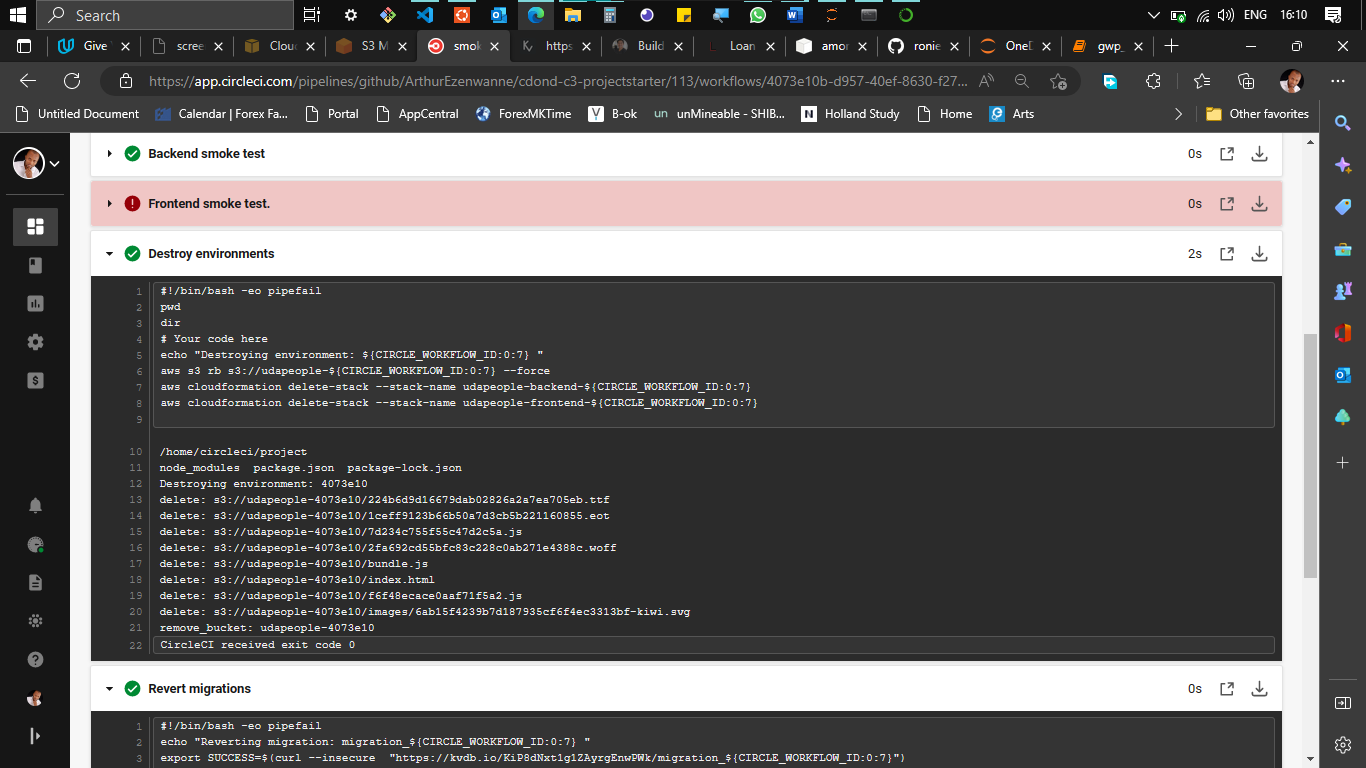 Search
ENG
16:10
Give
scree
Clou
S3 M
smok
https
Build
Loan
amor
ronie
OneD
gwp_
https://app.circleci.com/pipelines/github/ArthurEzenwanne/cdond-c3-projectstarter/113/workflows/4073e10b-d957-40ef-8630-f27...
Untitled Document
Calendar | Forex Fa...
Portal
AppCentral
ForexMKTime
B-ok
unMineable - SHIB...
Holland Study
Home
Arts
Other favorites
Backend smoke test
0s
Frontend smoke test.
0s
Destroy environments
2s
1 #!/bin/bash -eo pipefail
2 pwd
3 dir
4 # Your code here
5 echo "Destroying environment: ${CIRCLE_WORKFLOW_ID:0:7} "
6 aws s3 rb s3://udapeople-${CIRCLE_WORKFLOW_ID:0:7} --force
7 aws cloudformation delete-stack --stack-name udapeople-backend-${CIRCLE_WORKFLOW_ID:0:7}
8 aws cloudformation delete-stack --stack-name udapeople-frontend-${CIRCLE_WORKFLOW_ID:0:7}
9
10 /home/circleci/project
11 node_modules  package.json  package-lock.json
12 Destroying environment: 4073e10
13 delete: s3://udapeople-4073e10/224b6d9d16679dab02826a2a7ea705eb.ttf
14 delete: s3://udapeople-4073e10/1ceff9123b66b50a7d3cb5b221160855.eot
15 delete: s3://udapeople-4073e10/7d234c755f55c47d2c5a.js
16 delete: s3://udapeople-4073e10/2fa692cd55bfc83c228c0ab271e4388c.woff
17 delete: s3://udapeople-4073e10/bundle.js
18 delete: s3://udapeople-4073e10/index.html
19 delete: s3://udapeople-4073e10/f6f48ecace0aaf71f5a2.js
20 delete: s3://udapeople-4073e10/images/6ab15f4239b7d187935cf6f4ec3313bf-kiwi.svg
21 remove_bucket: udapeople-4073e10
22 CircleCI received exit code 0
Revert migrations
0s
1 #!/bin/bash -eo pipefail
2 echo "Reverting migration: migration_${CIRCLE_WORKFLOW_ID:0:7} "
3 export SUCCESS=$(curl --insecure  "https://kvdb.io/KiP8dNxt1g1ZAyrgEnwPWk/migration_${CIRCLE_WORKFLOW_ID:0:7}")